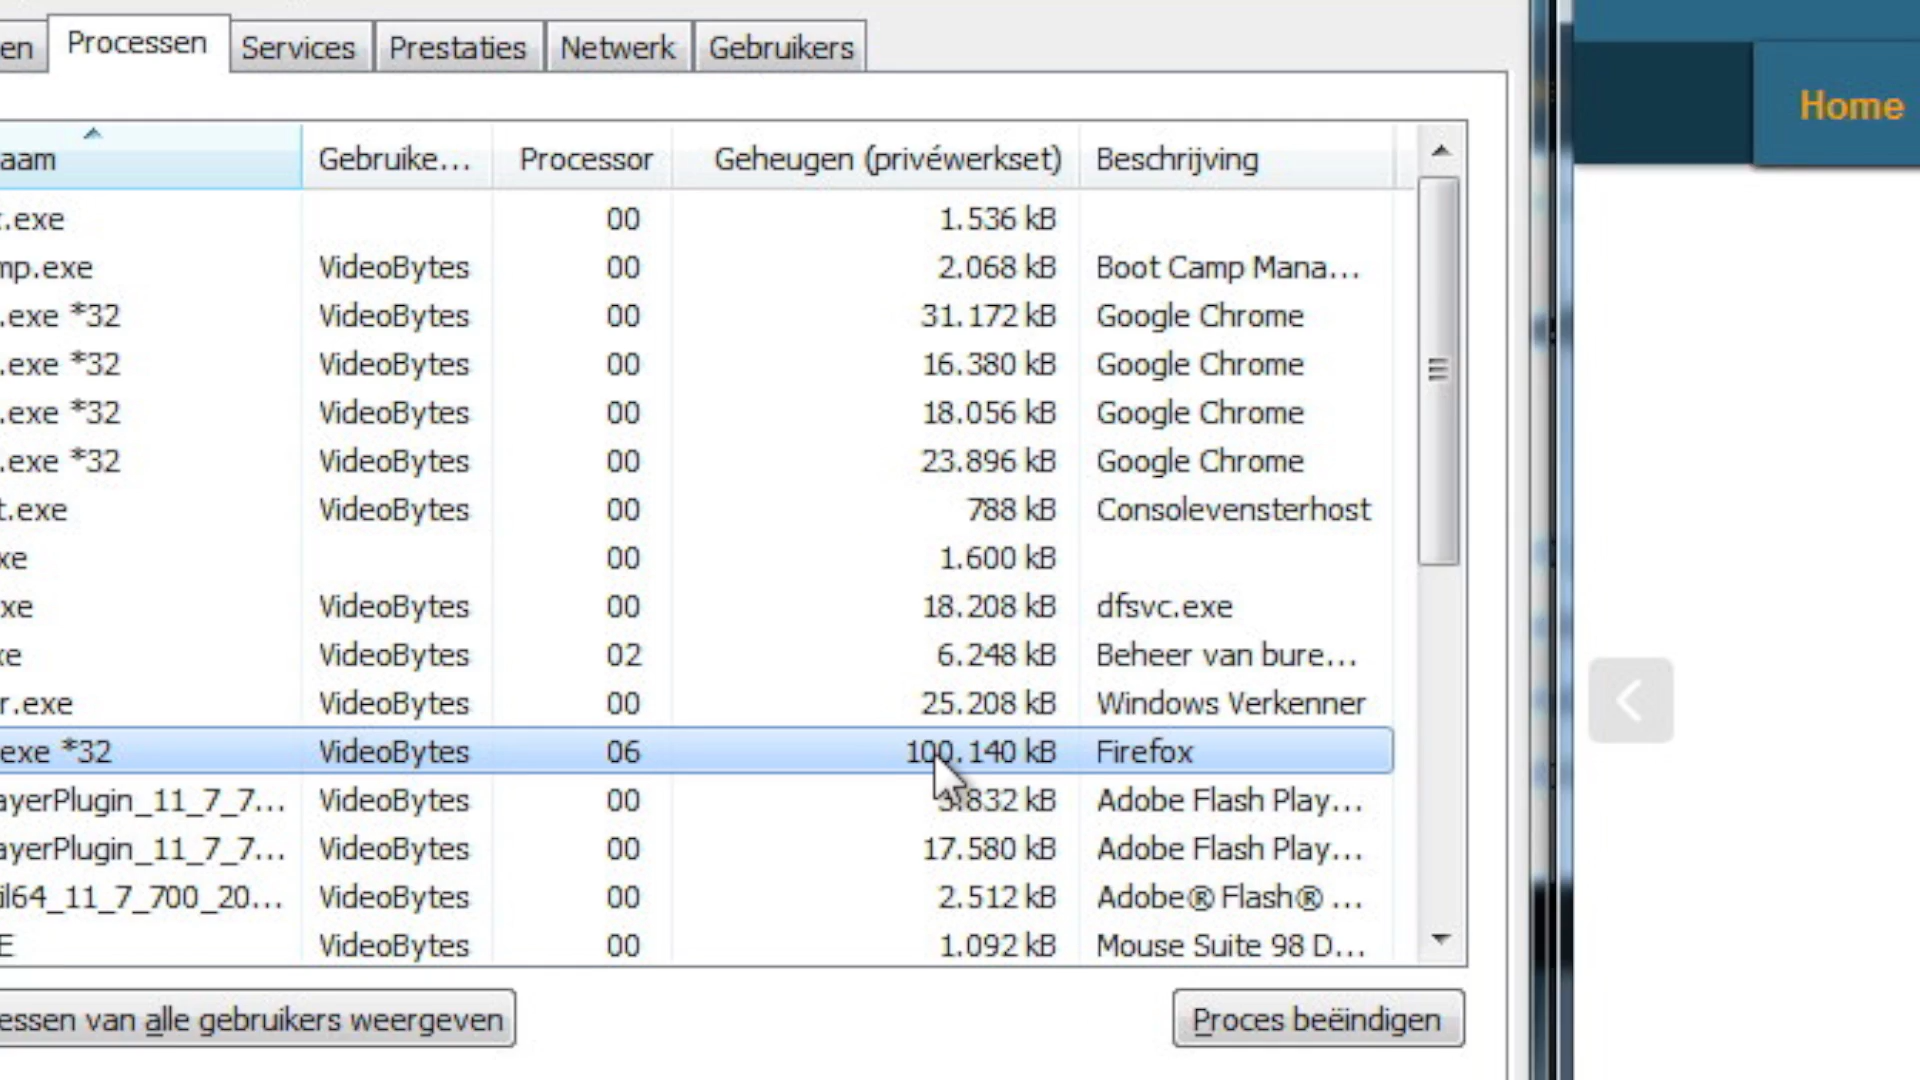 en Processen Services Prestaties Netwerk Gebruikers
Home
aam Gebruike... Processor Geheugen (privéwerkset) Beschrijving
.exe 00 1.536 kB
mp.exe VideoBytes 00 2.068 kB Boot Camp Mana...
.exe *32 VideoBytes 00 31.172 kB Google Chrome
.exe *32 VideoBytes 00 16.380 kB Google Chrome
.exe *32 VideoBytes 00 18.056 kB Google Chrome
.exe *32 VideoBytes 00 23.896 kB Google Chrome
t.exe VideoBytes 00 788 kB Consolevensterhost
xe 00 1.600 kB
xe VideoBytes 00 18.208 kB dfsvc.exe
xe VideoBytes 02 6.248 kB Beheer van bure...
r.exe VideoBytes 00 25.208 kB Windows Verkenner
exe *32 VideoBytes 06 100.140 kB Firefox
ayerPlugin_11_7_7... VideoBytes 00 3.832 kB Adobe Flash Play...
ayerPlugin_11_7_7... VideoBytes 00 17.580 kB Adobe Flash Play...
il64_11_7_700_20... VideoBytes 00 2.512 kB Adobe® Flash® ...
E VideoBytes 00 1.092 kB Mouse Suite 98 D...
essen van alle gebruikers weergeven Proces beëindigen